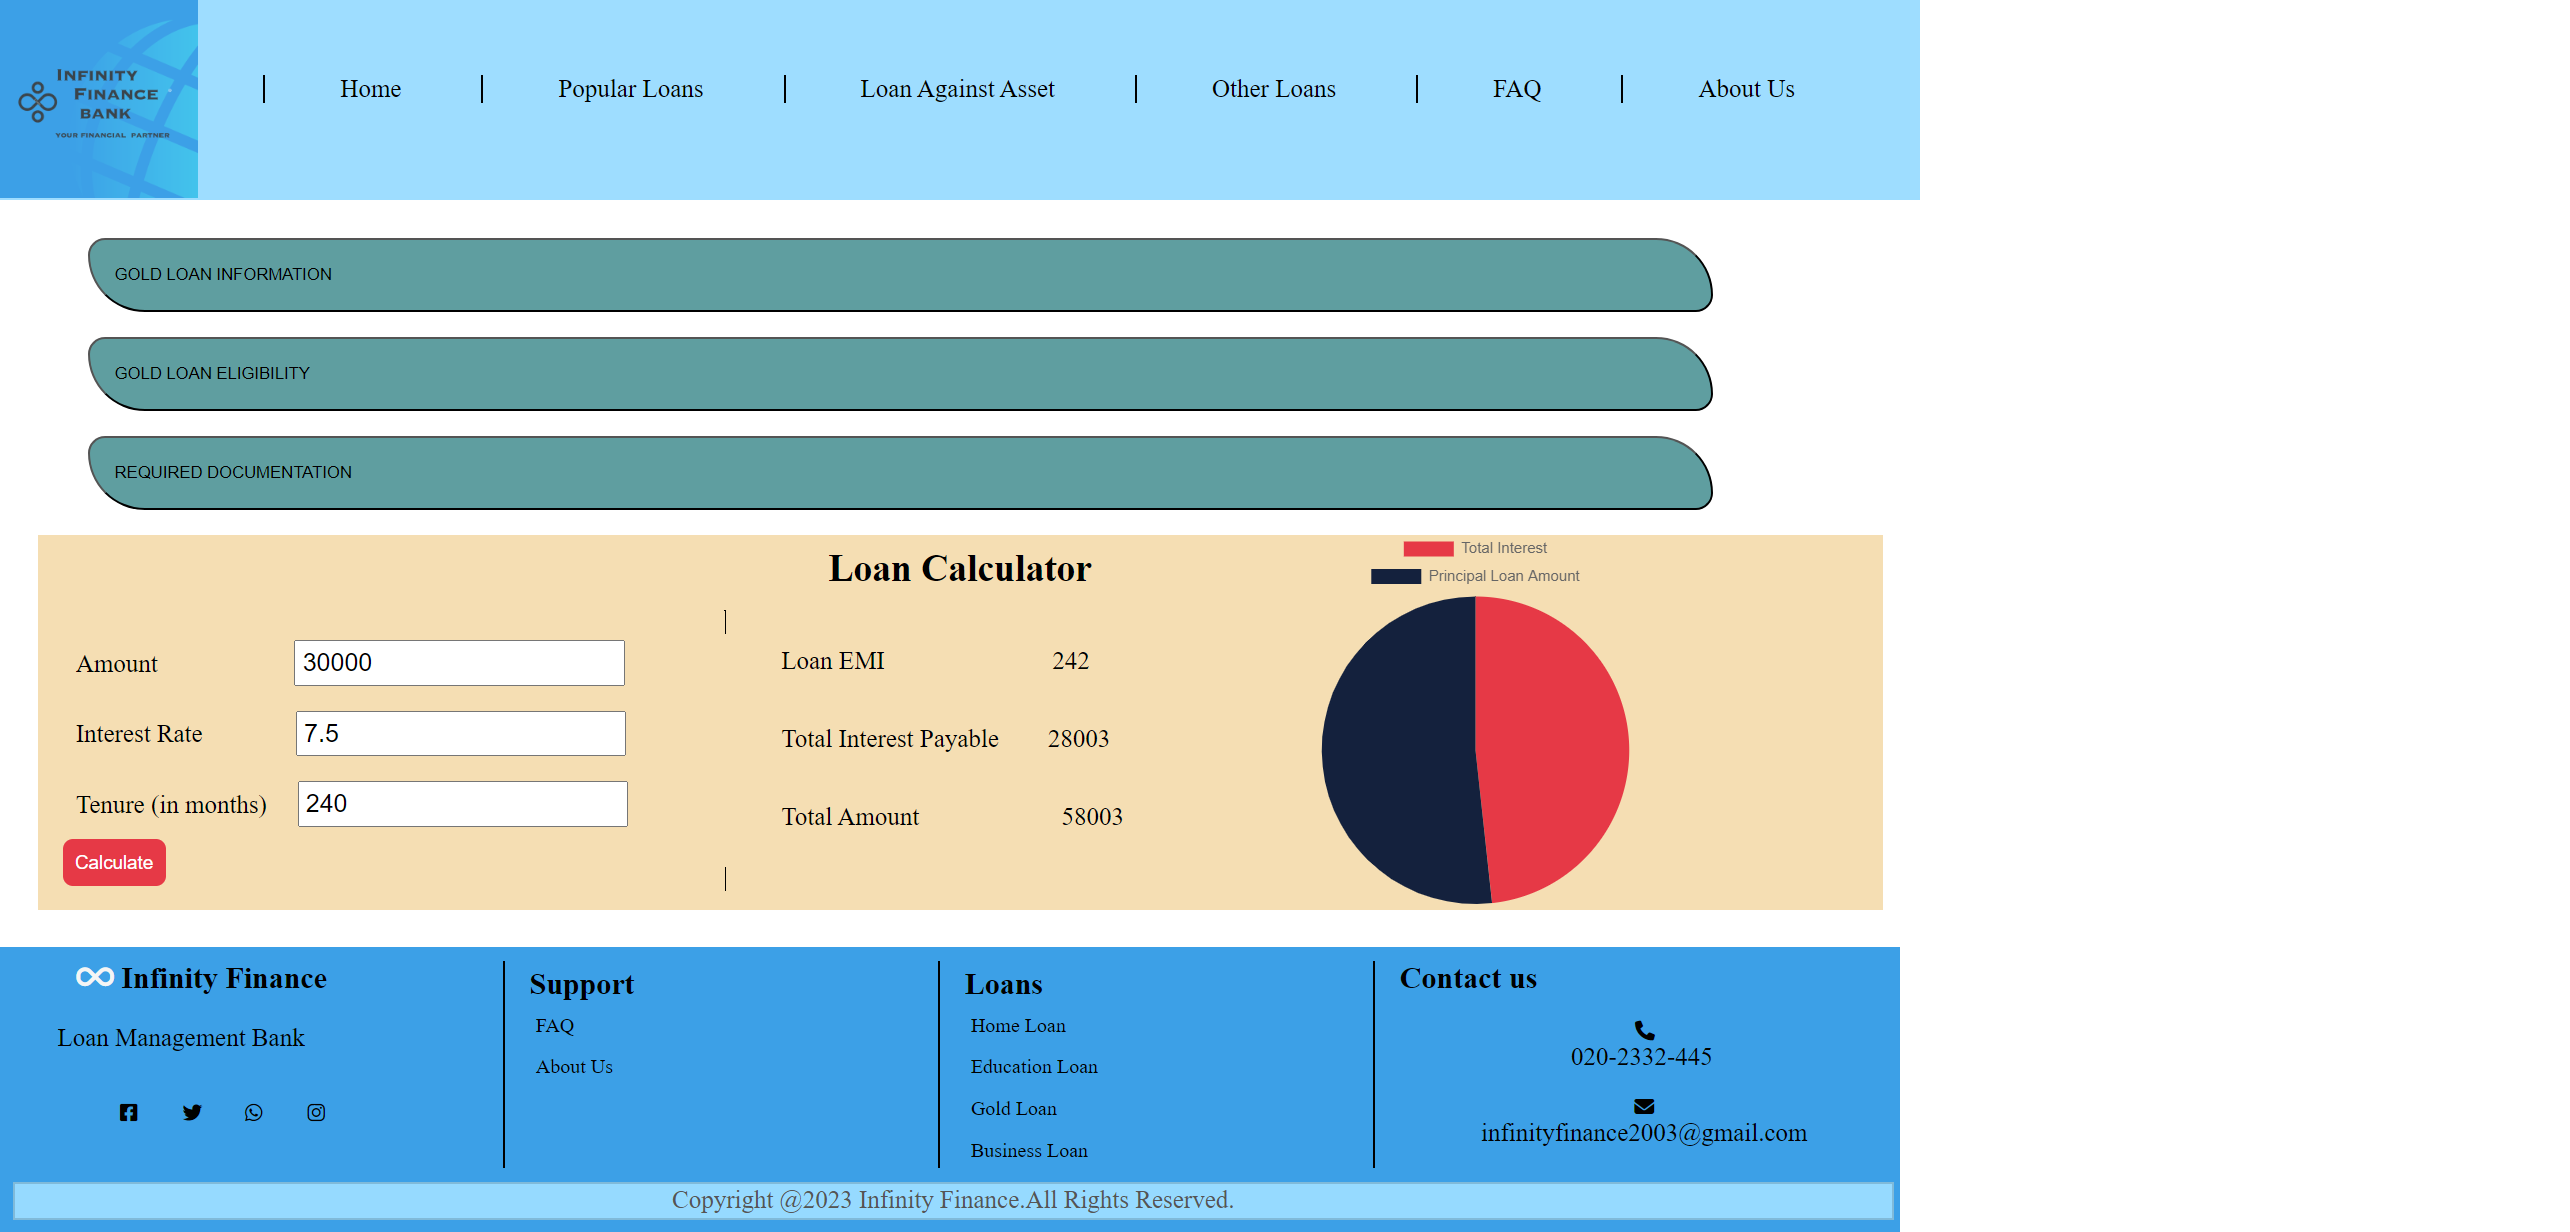 INFINITY
FINANCE
BANK
YOUR FINANCIAL PARTNER
Home
Popular Loans
Loan Against Asset
Other Loans
FAQ
About Us
GOLD LOAN INFORMATION
GOLD LOAN ELIGIBILITY
REQUIRED DOCUMENTATION
Loan Calculator
Amount 30000
Interest Rate 7.5
Tenure (in months) 240
Calculate
Loan EMI 242
Total Interest Payable 28003
Total Amount 58003
Total Interest
Principal Loan Amount
Infinity Finance
Loan Management Bank
Support
FAQ
About Us
Loans
Home Loan
Education Loan
Gold Loan
Business Loan
Contact us
020-2332-445
infinityfinance2003@gmail.com
Copyright @2023 Infinity Finance.All Rights Reserved.